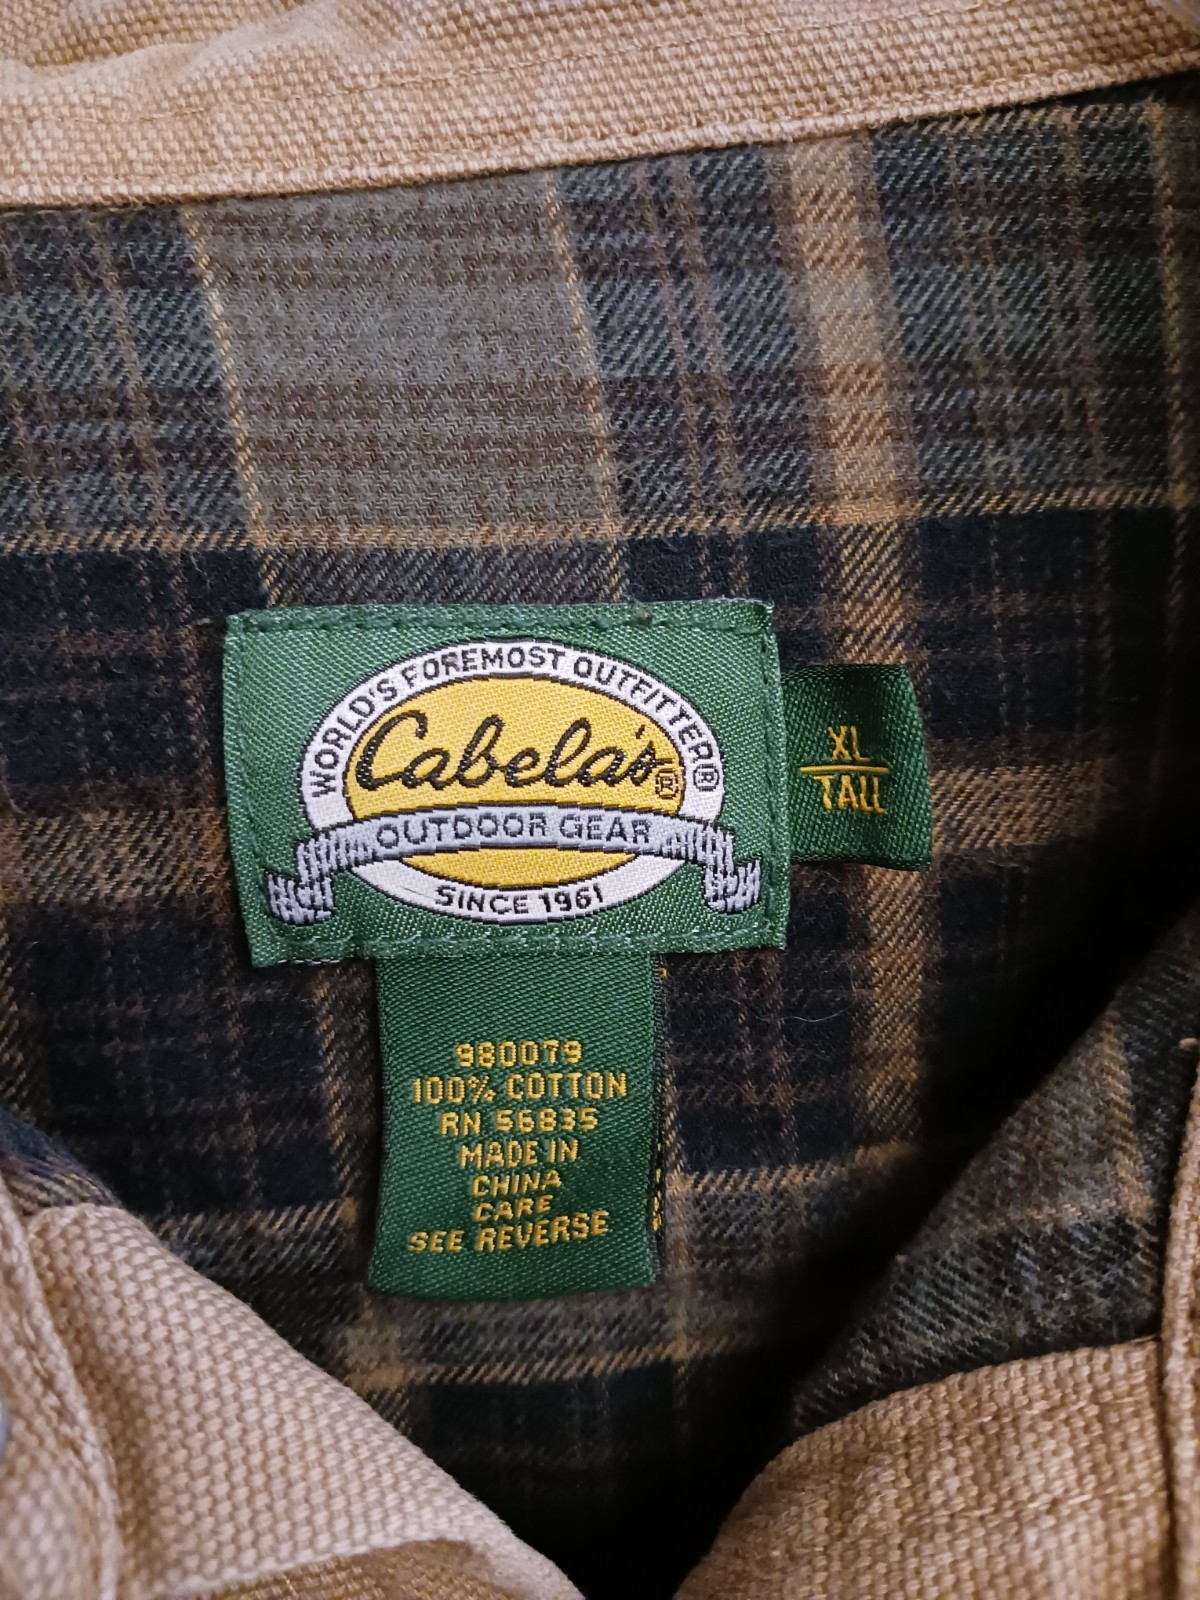 WORLD'S FOREMOST OUTFITTER®
Cabela's®
OUTDOOR GEAR
SINCE 1961
XL
TALL
980079
100% COTTON
RN 56835
MADE IN
CHINA
CARE
SEE REVERSE